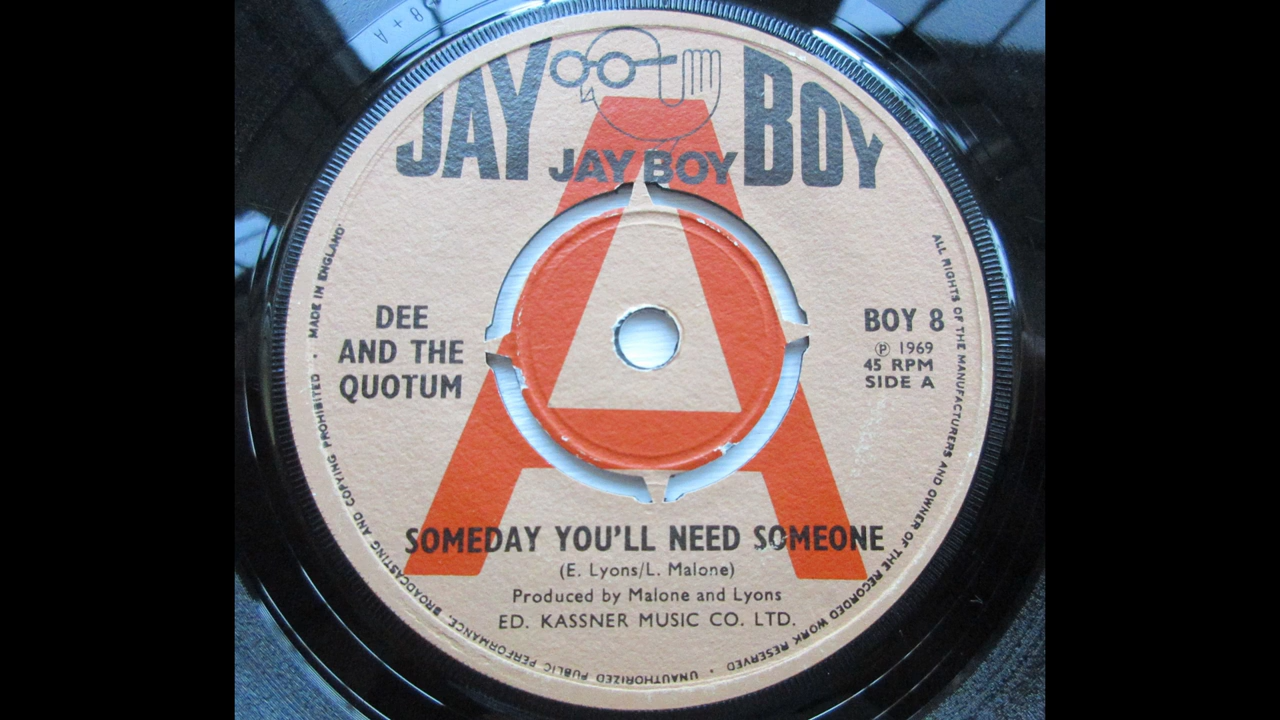 JAY BOY
JAY BOY
A
DEE
AND THE
QUOTUM
BOY 8
Ⓟ 1969
45 RPM
SIDE A
SOMEDAY YOU'LL NEED SOMEONE
(E. Lyons/L. Malone)
Produced by Malone and Lyons
ED. KASSNER MUSIC CO. LTD.
MADE IN ENGLAND
ALL RIGHTS OF THE MANUFACTURERS AND OWNER OF THE RECORDED WORK RESERVED · UNAUTHORIZED PUBLIC PERFORMANCE, BROADCASTING AND COPYING PROHIBITED ·